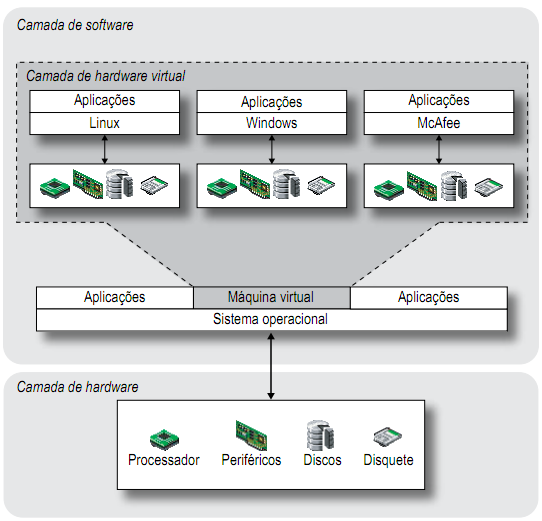 Camada de software
Camada de hardware virtual
Aplicações
Linux
Aplicações
Windows
Aplicações
McAfee
Aplicações
Máquina virtual
Aplicações
Sistema operacional
Camada de hardware
Processador
Periféricos
Discos
Disquete